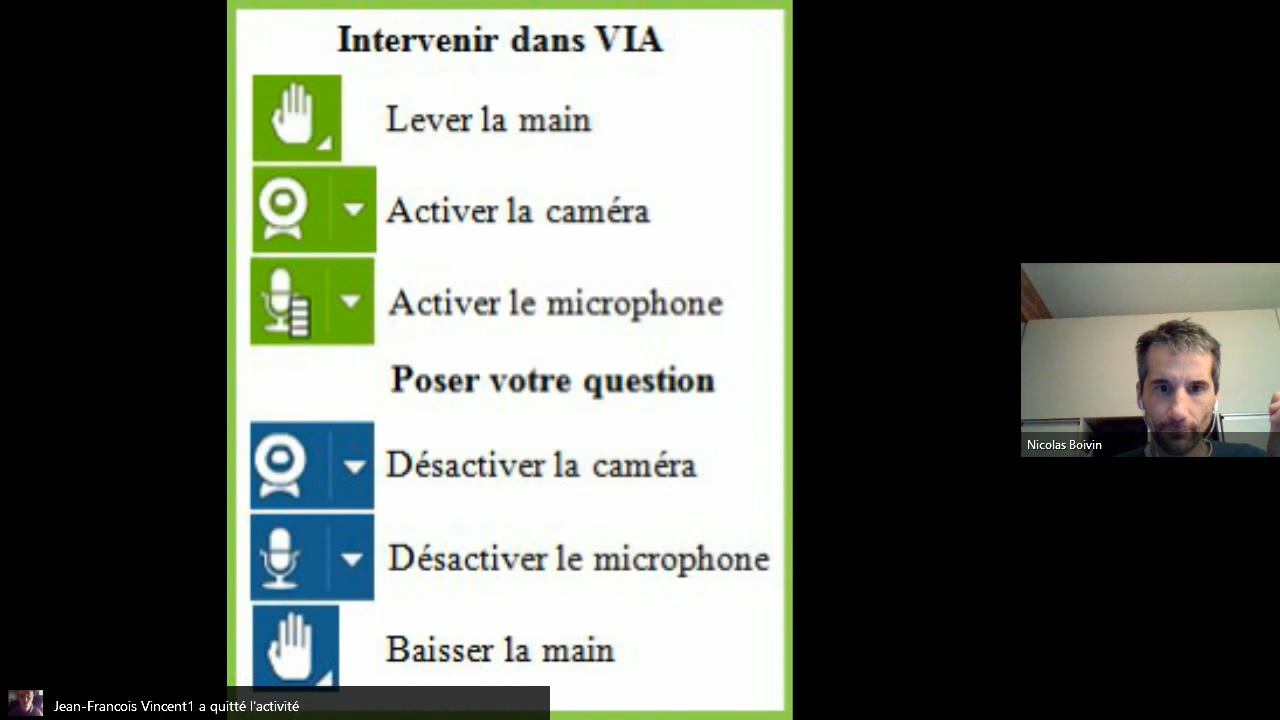 Intervenir dans VIA
Lever la main
Activer la caméra
Activer le microphone
Poser votre question
Désactiver la caméra
Désactiver le microphone
Baisser la main
Nicolas Boivin
Jean-Francois Vincent1 a quitté l'activité